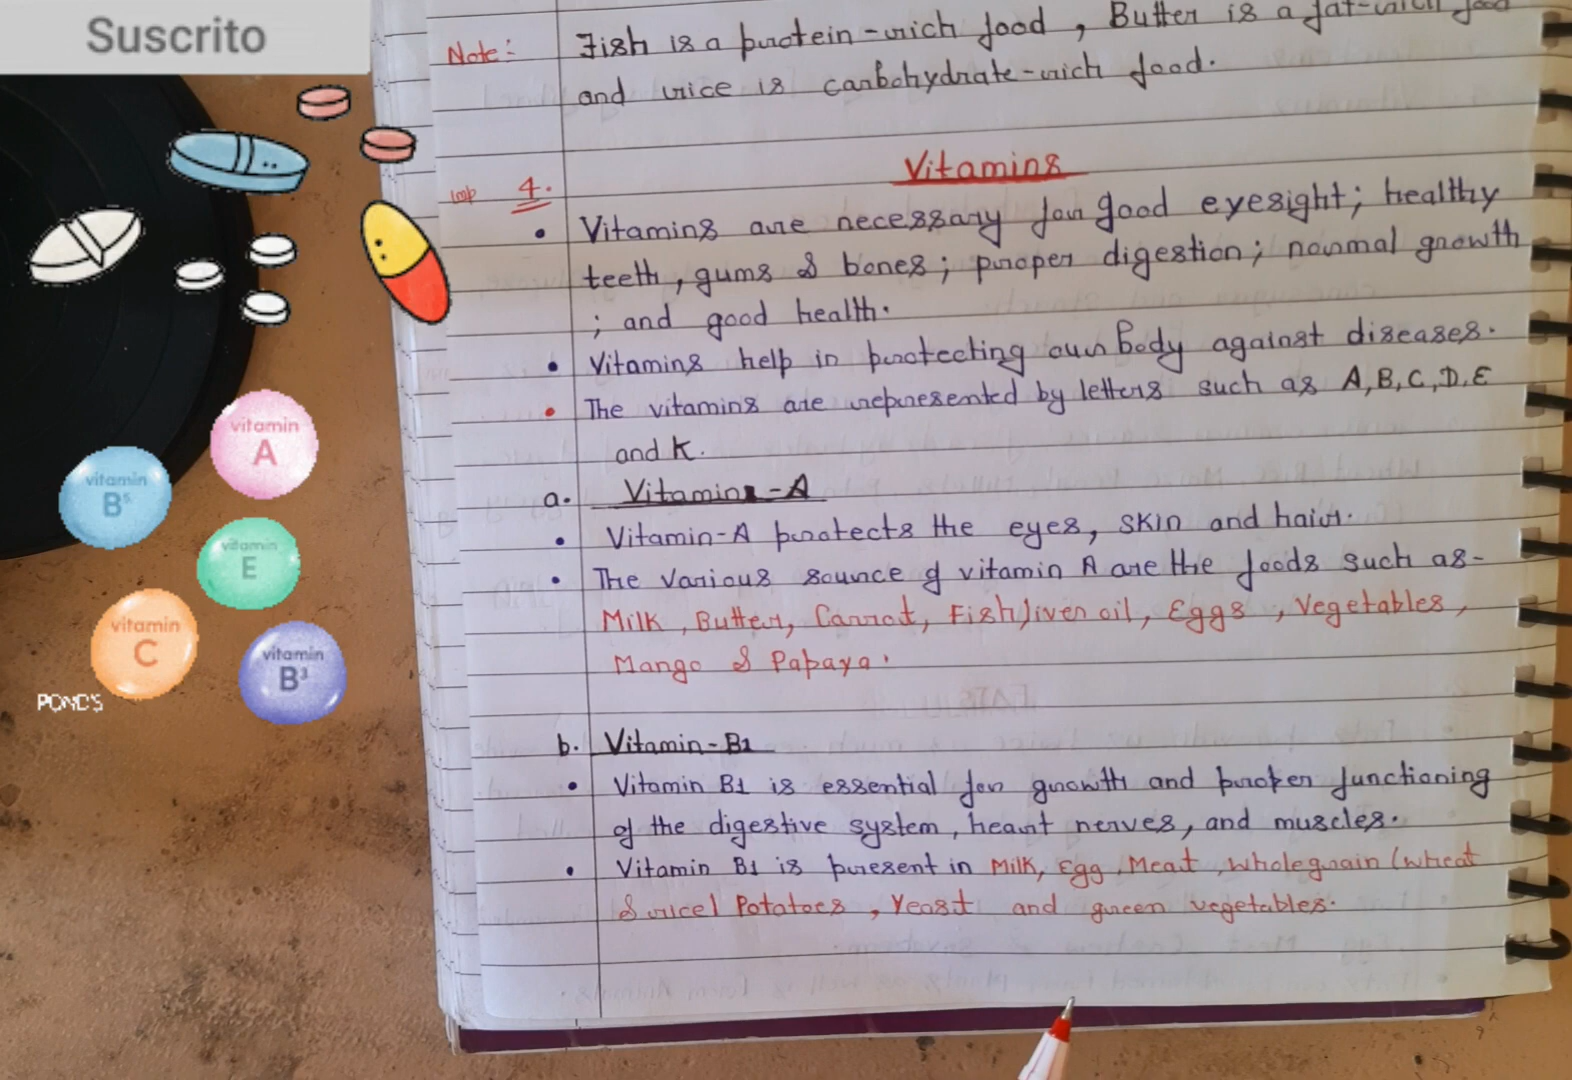 Suscrito
Note: Fish is a protein-rich food, Butter is a fat-rich food
and rice is carbohydrate-rich food.
Vitamins
Imp 4.
• Vitamins are necessary for good eyesight; healthy
teeth, gums & bones; proper digestion; normal growth
; and good health.
• Vitamins help in protecting our Body against diseases.
• The vitamins are represented by letters such as A,B,C,D,E
and K.
a. Vitamin-A
• Vitamin-A protects the eyes, skin and hair.
• The various source of vitamin A are the foods such as-
Milk, Butter, Carrot, Fish liver oil, Eggs, Vegetables,
Mango & Papaya.
b. Vitamin-B1
• Vitamin B1 is essential for growth and proper functioning
of the digestive system, heart nerves, and muscles.
• Vitamin B1 is present in Milk, Egg, Meat, Wholegrain (wheat
& rice) Potatoes, Yeast and green vegetables.
vitamin
A
vitamin
B⁵
vitamin
E
vitamin
C
vitamin
B³
POND'S